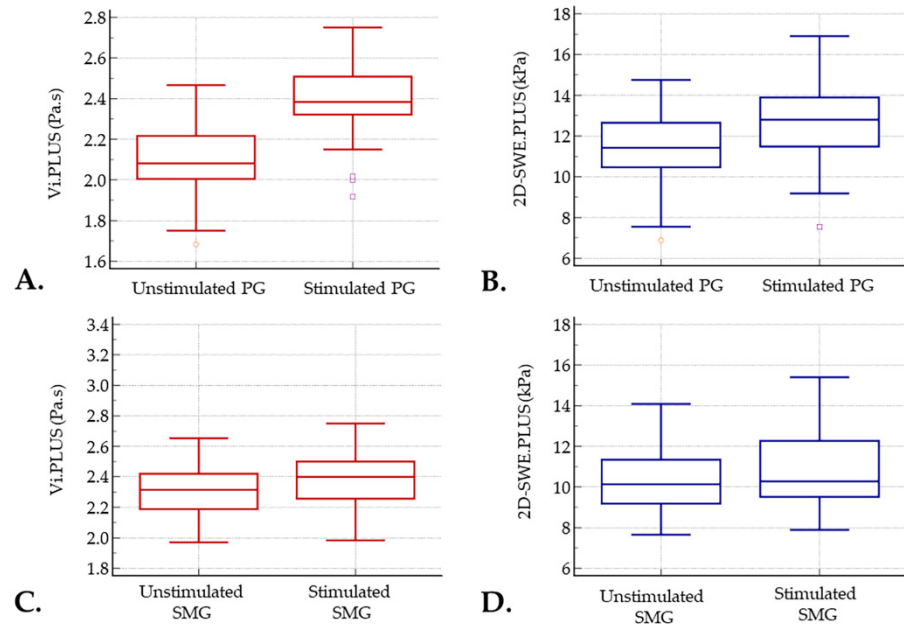 Vi.PLUS (Pa.s)
2.8
2.6
2.4
2.2
2.0
1.8
1.6
Unstimulated PG
Stimulated PG
A.
2D-SWE.PLUS (kPa)
18
16
14
12
10
8
6
Unstimulated PG
Stimulated PG
B.
Vi.PLUS (Pa.s)
3.4
3.2
3.0
2.8
2.6
2.4
2.2
2.0
1.8
Unstimulated
SMG
Stimulated
SMG
C.
2D-SWE.PLUS (kPa)
18
16
14
12
10
8
6
Unstimulated
SMG
Stimulated
SMG
D.